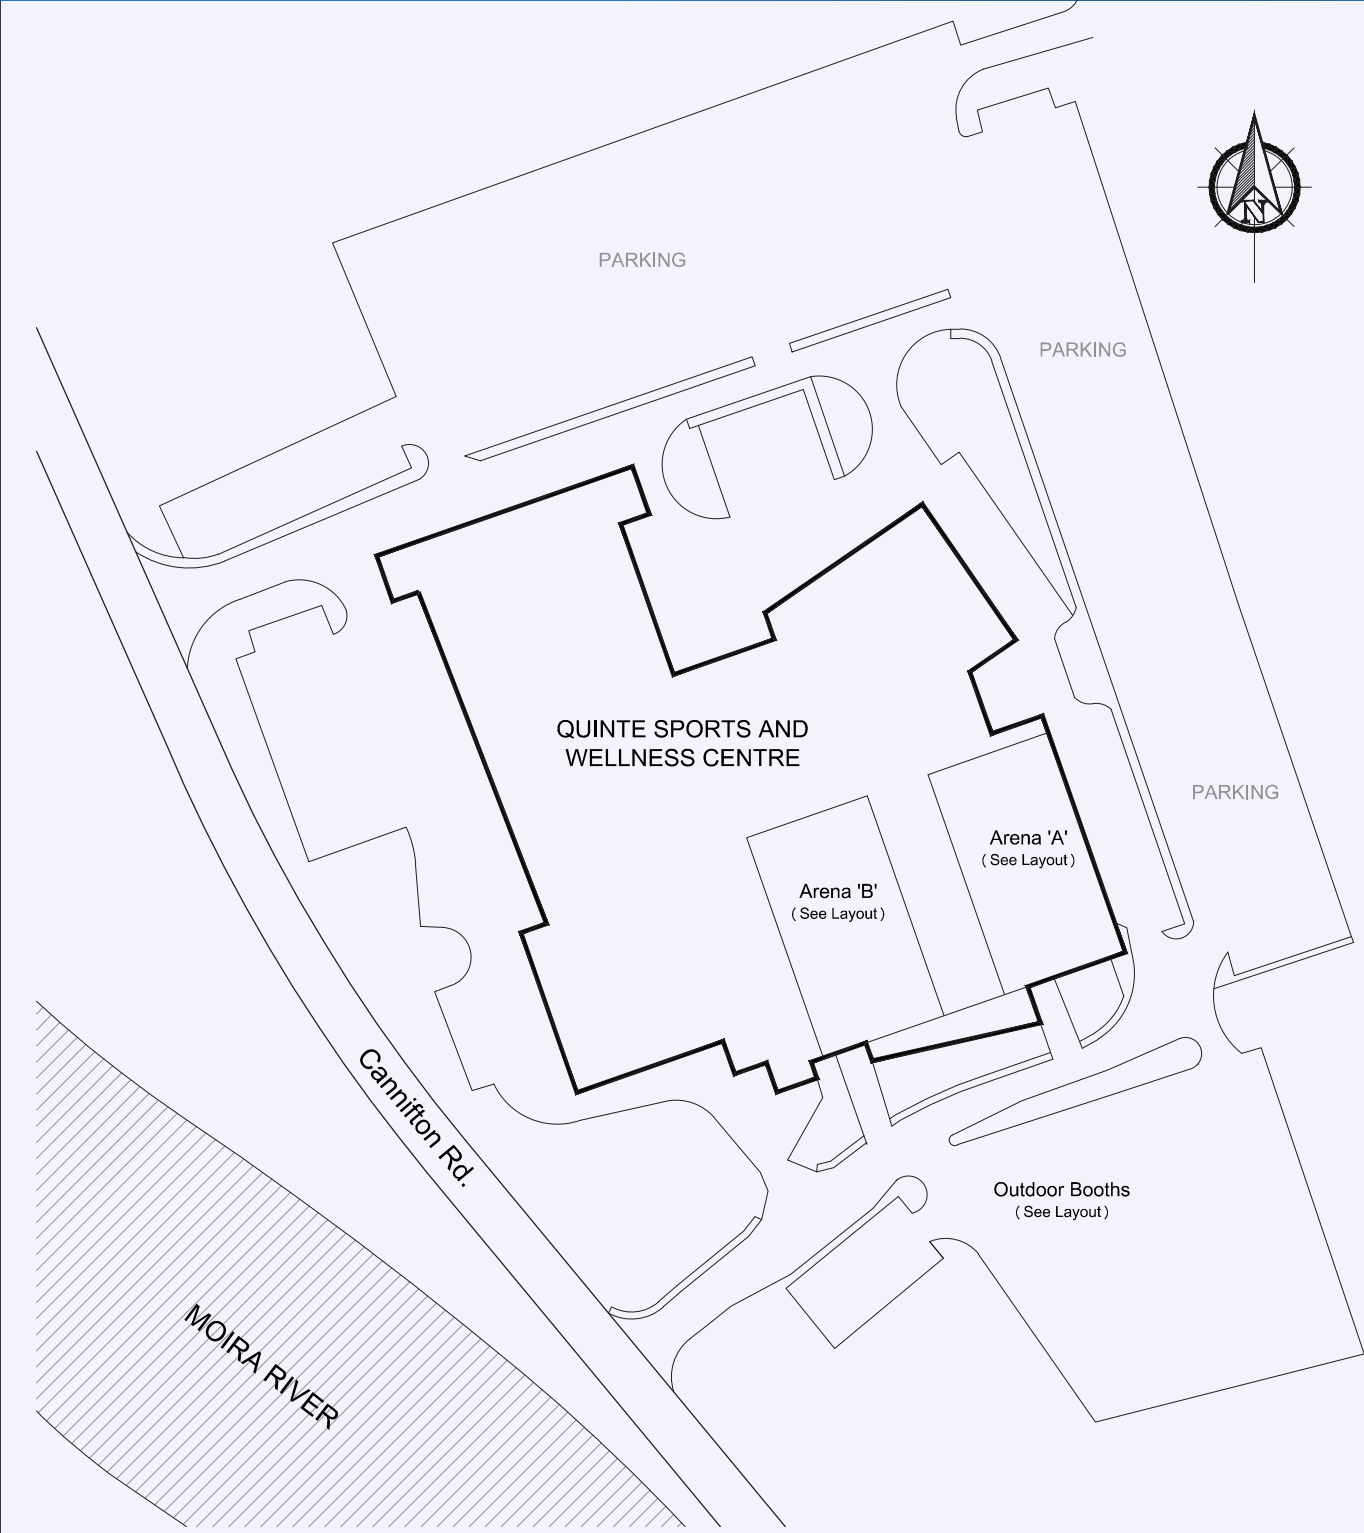 N
PARKING
PARKING
QUINTE SPORTS AND
WELLNESS CENTRE
PARKING
Arena 'A'
( See Layout )
Arena 'B'
( See Layout )
Cannifton Rd.
Outdoor Booths
( See Layout )
MOIRA RIVER